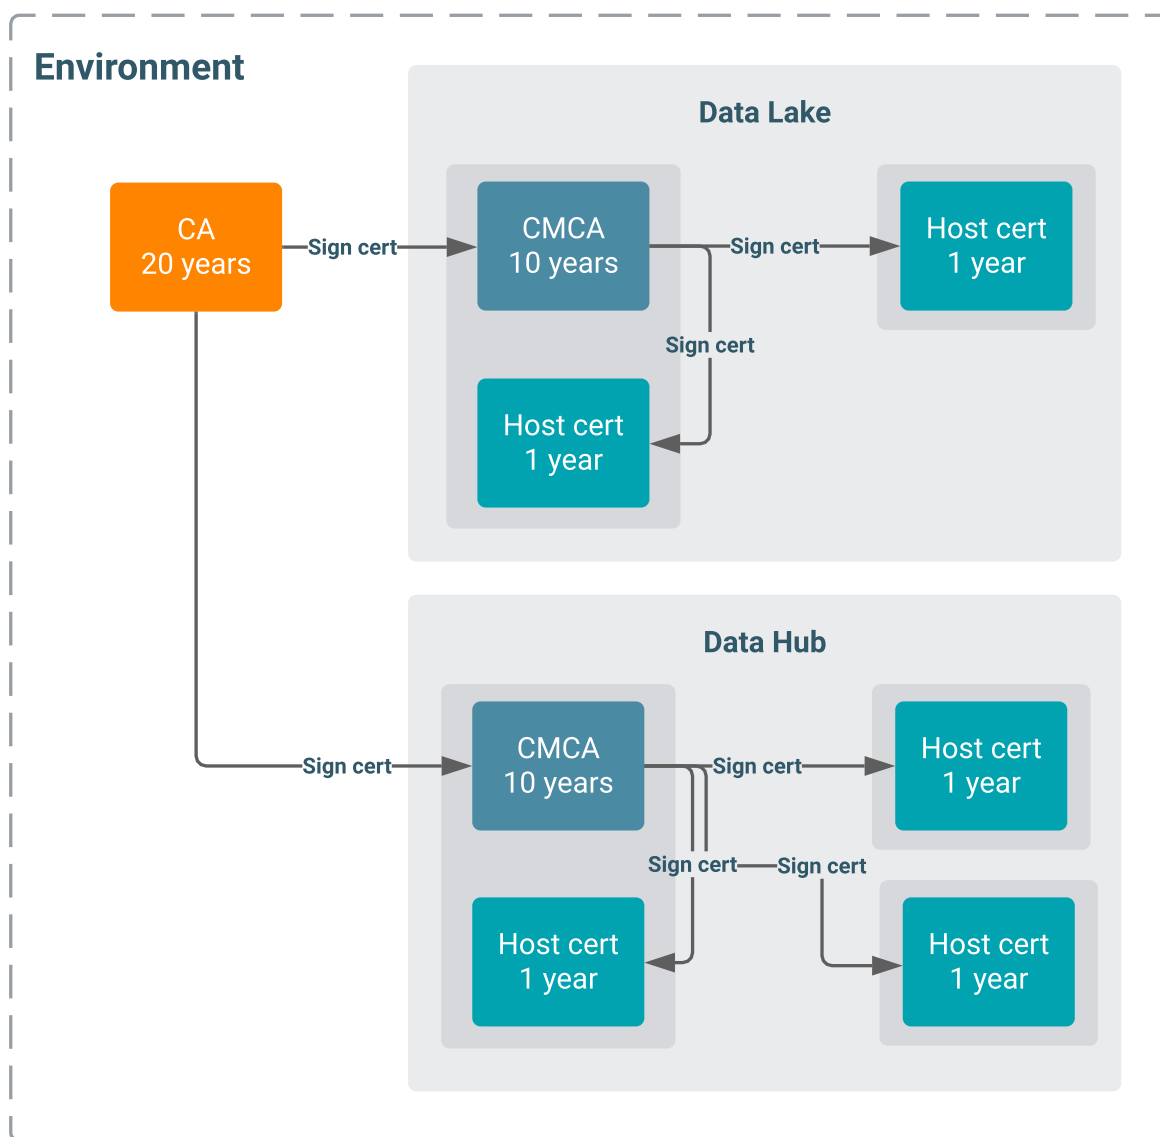 Environment
Data Lake
CA
20 years
Sign cert
CMCA
10 years
Sign cert
Host cert
1 year
Sign cert
Host cert
1 year
Data Hub
Sign cert
CMCA
10 years
Sign cert
Host cert
1 year
Sign cert
Sign cert
Host cert
1 year
Host cert
1 year